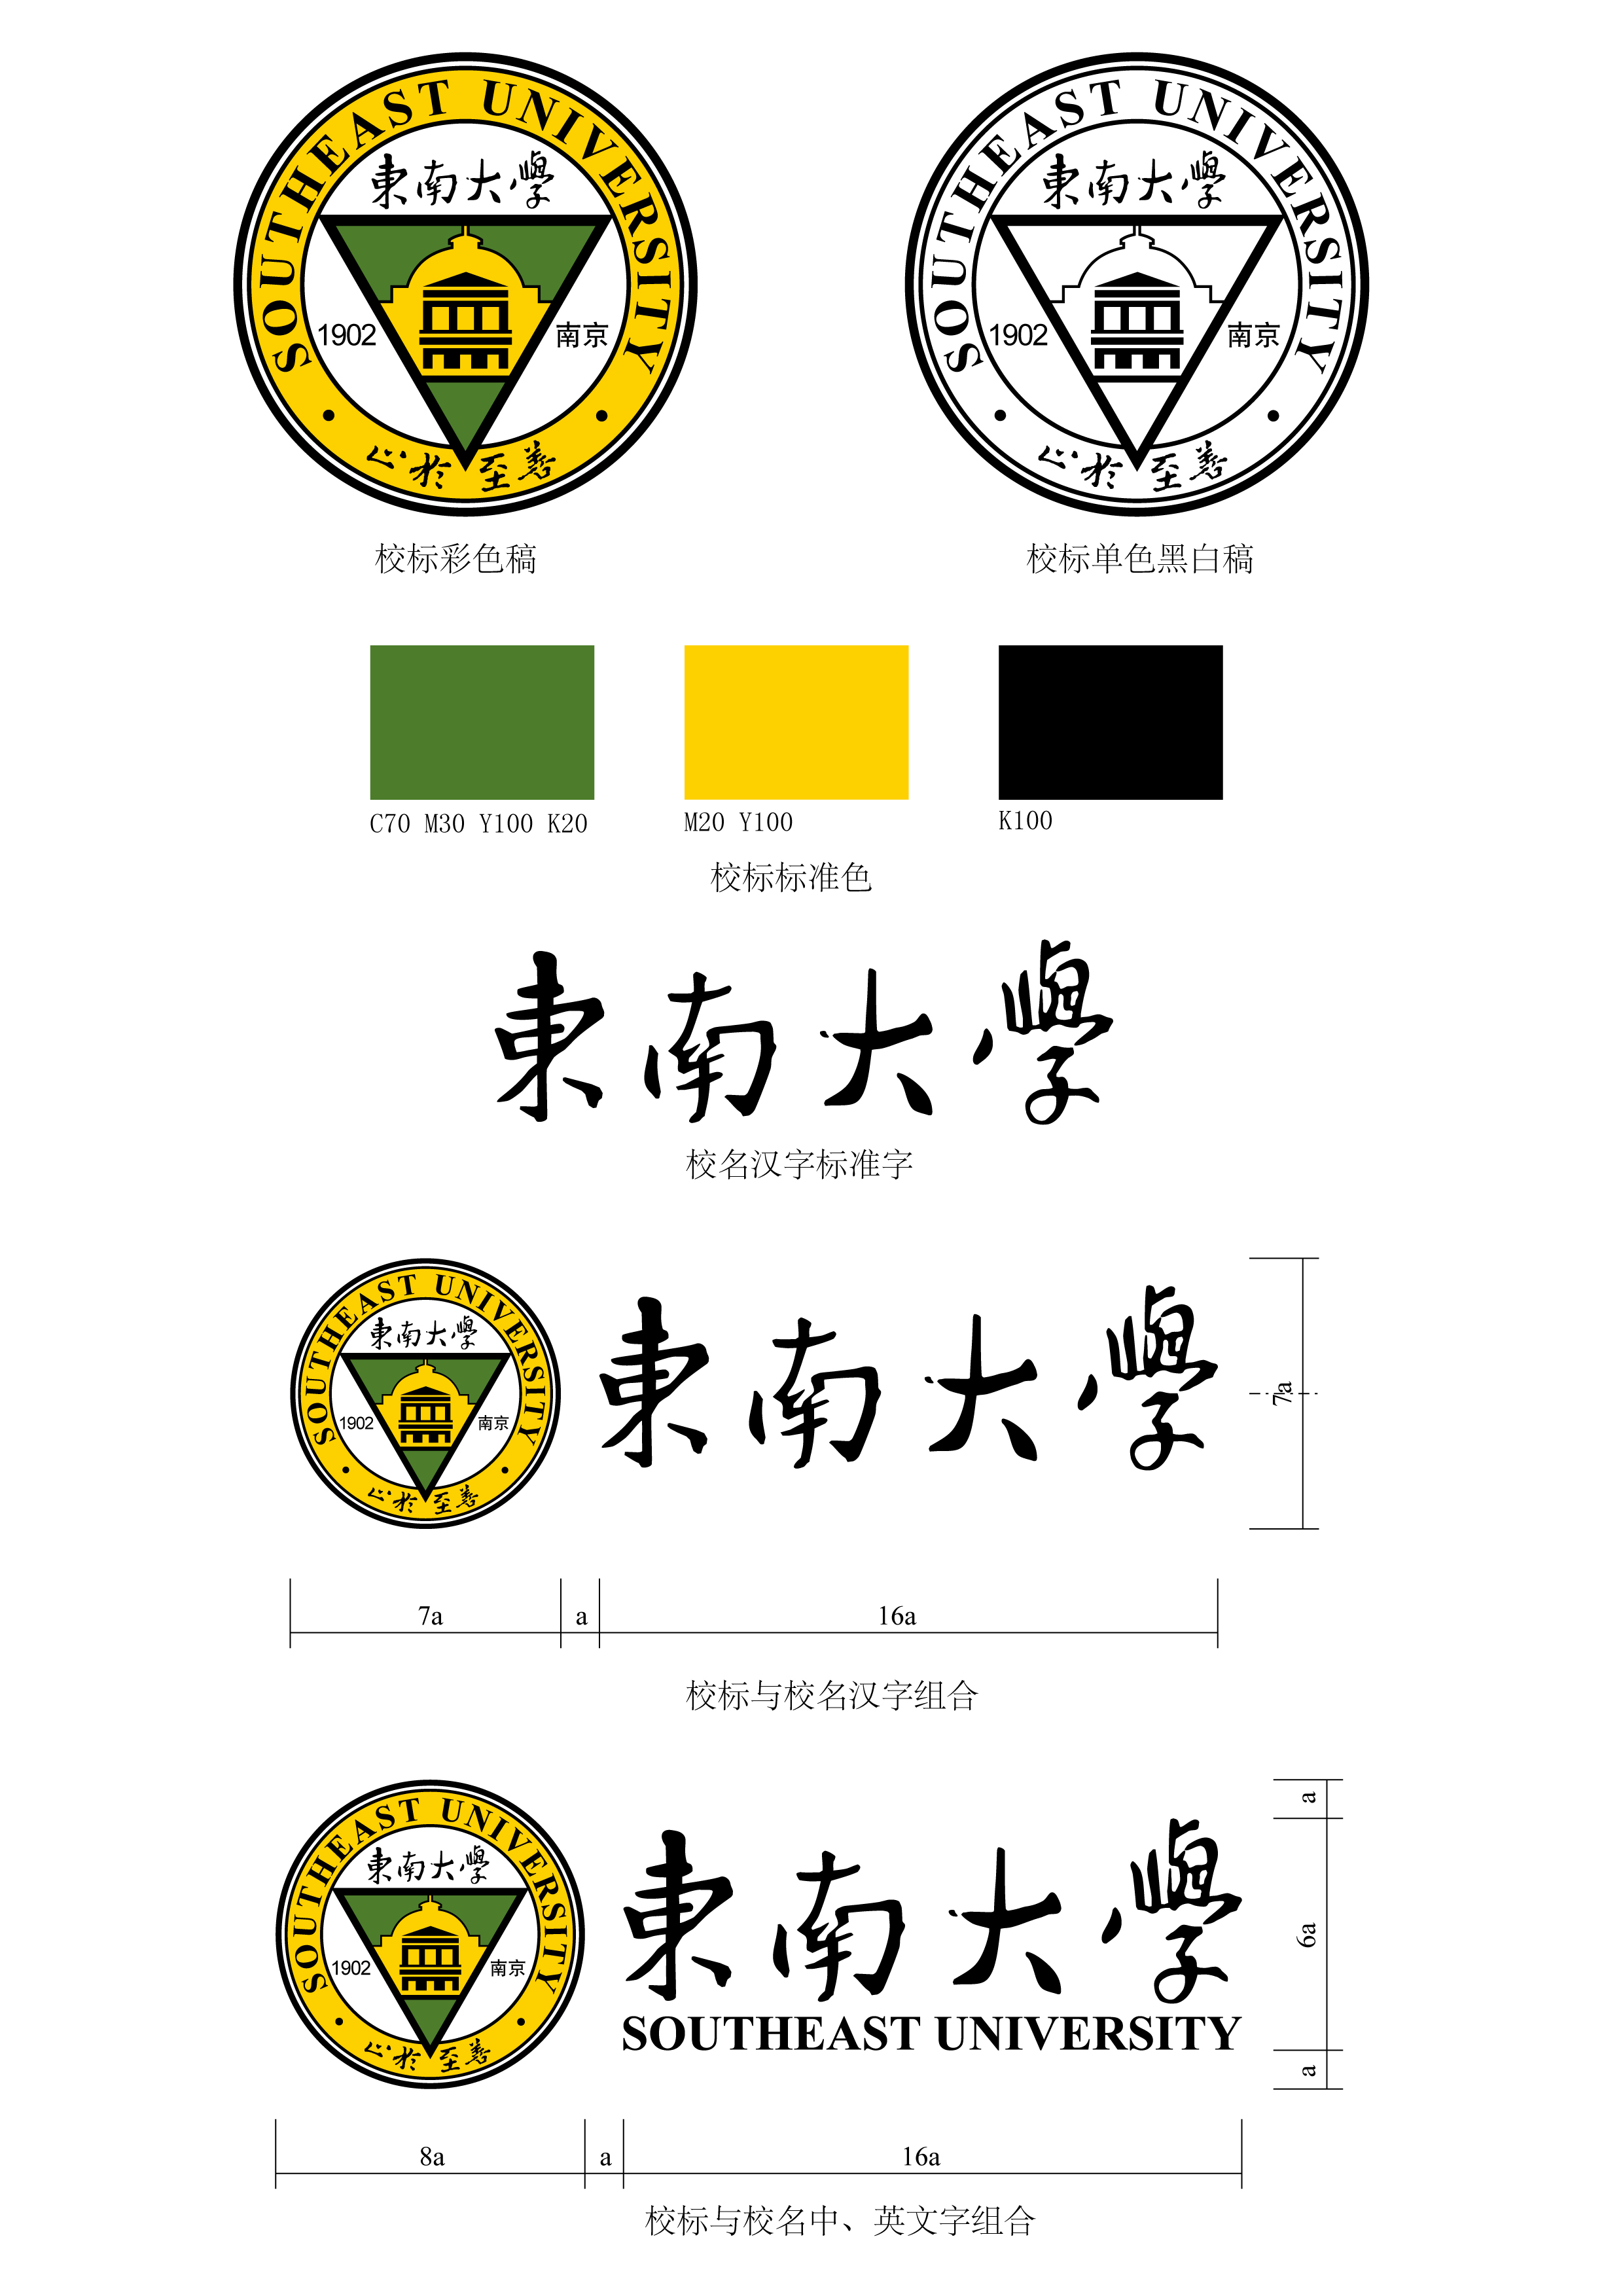 SOUTHEAST UNIVERSITY
東南大學
1902
南京
止於至善
SOUTHEAST UNIVERSITY
東南大學
1902
南京
止於至善
校标彩色稿
校标单色黑白稿
C70 M30 Y100 K20
M20 Y100
K100
校标标准色
東南大學
校名汉字标准字
SOUTHEAST UNIVERSITY
東南大學
1902
南京
止於至善
東南大學
7a
7a
a
16a
校标与校名汉字组合
SOUTHEAST UNIVERSITY
東南大學
1902
南京
止於至善
東南大學
SOUTHEAST UNIVERSITY
a
6a
a
8a
a
16a
校标与校名中、英文字组合